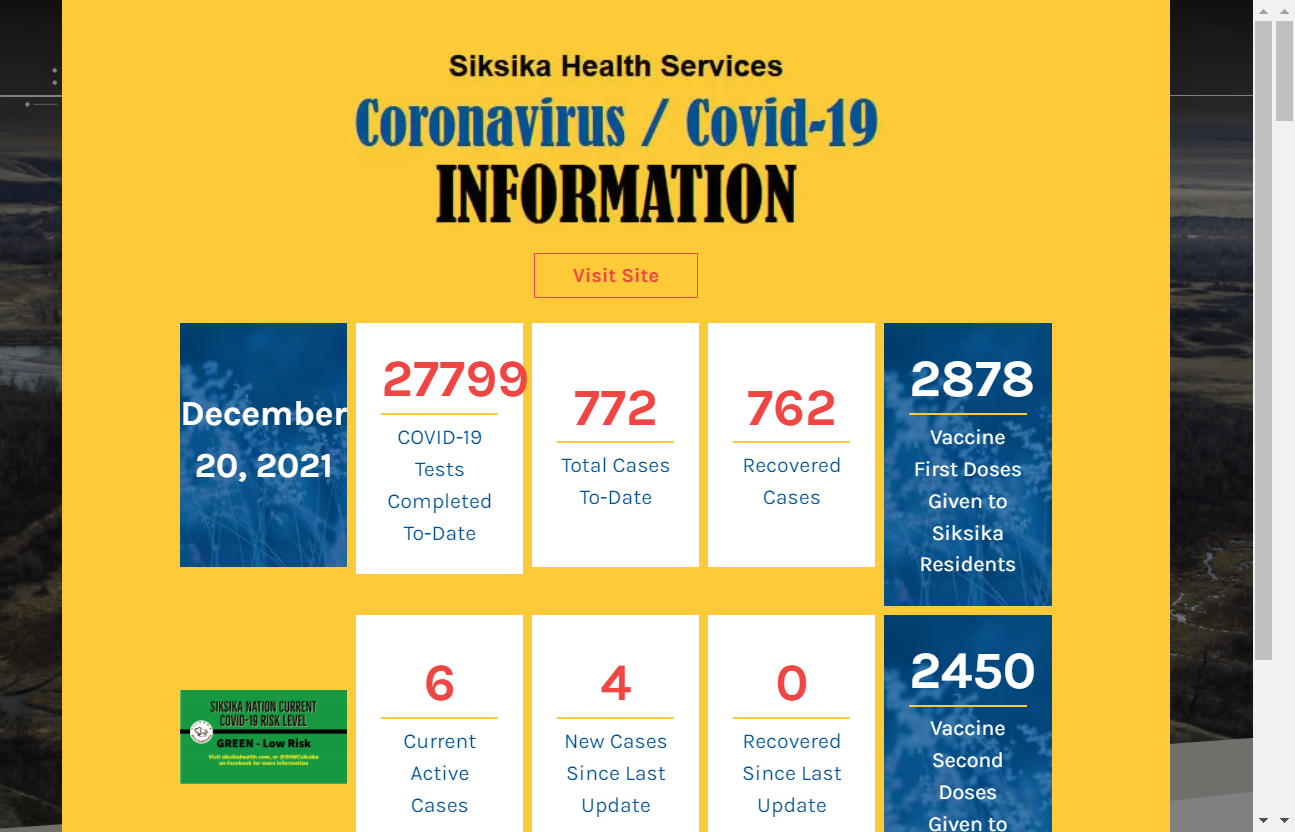 Siksika Health Services
Coronavirus / Covid-19
INFORMATION
Visit Site
December
20, 2021
27799
COVID-19
Tests
Completed
To-Date
772
Total Cases
To-Date
762
Recovered
Cases
2878
Vaccine
First Doses
Given to
Siksika
Residents
SIKSIKA NATION CURRENT
COVID-19 RISK LEVEL
GREEN - Low Risk
Visit siksikahealth.com, or @SHWCsiksika
on Facebook for more information
6
Current
Active
Cases
4
New Cases
Since Last
Update
0
Recovered
Since Last
Update
2450
Vaccine
Second
Doses
Given to